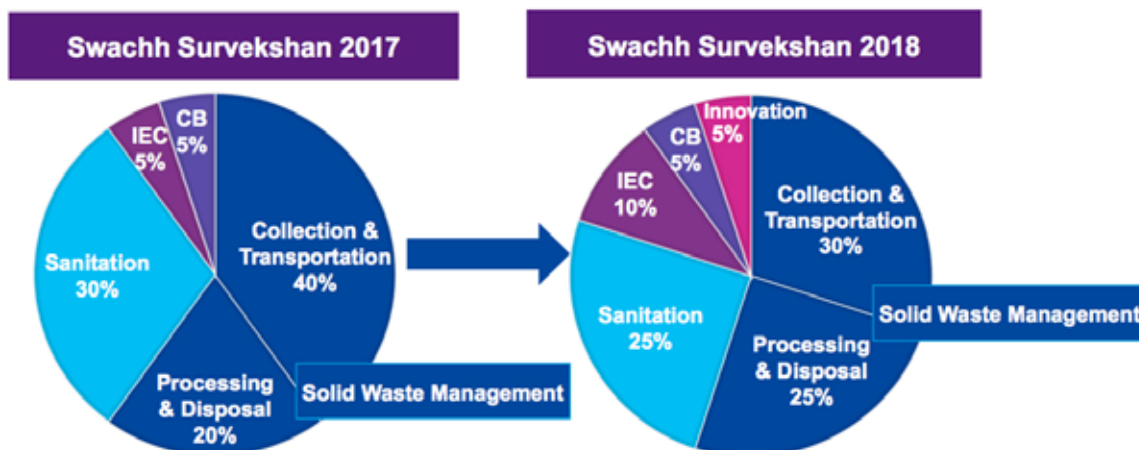 Swachh Survekshan 2017
Swachh Survekshan 2018
IEC
5%
CB
5%
Collection &
Transportation
40%
Sanitation
30%
Processing
& Disposal
20%
Solid Waste Management
Innovation
5%
CB
5%
IEC
10%
Collection &
Transportation
30%
Solid Waste Management
Sanitation
25%
Processing
& Disposal
25%